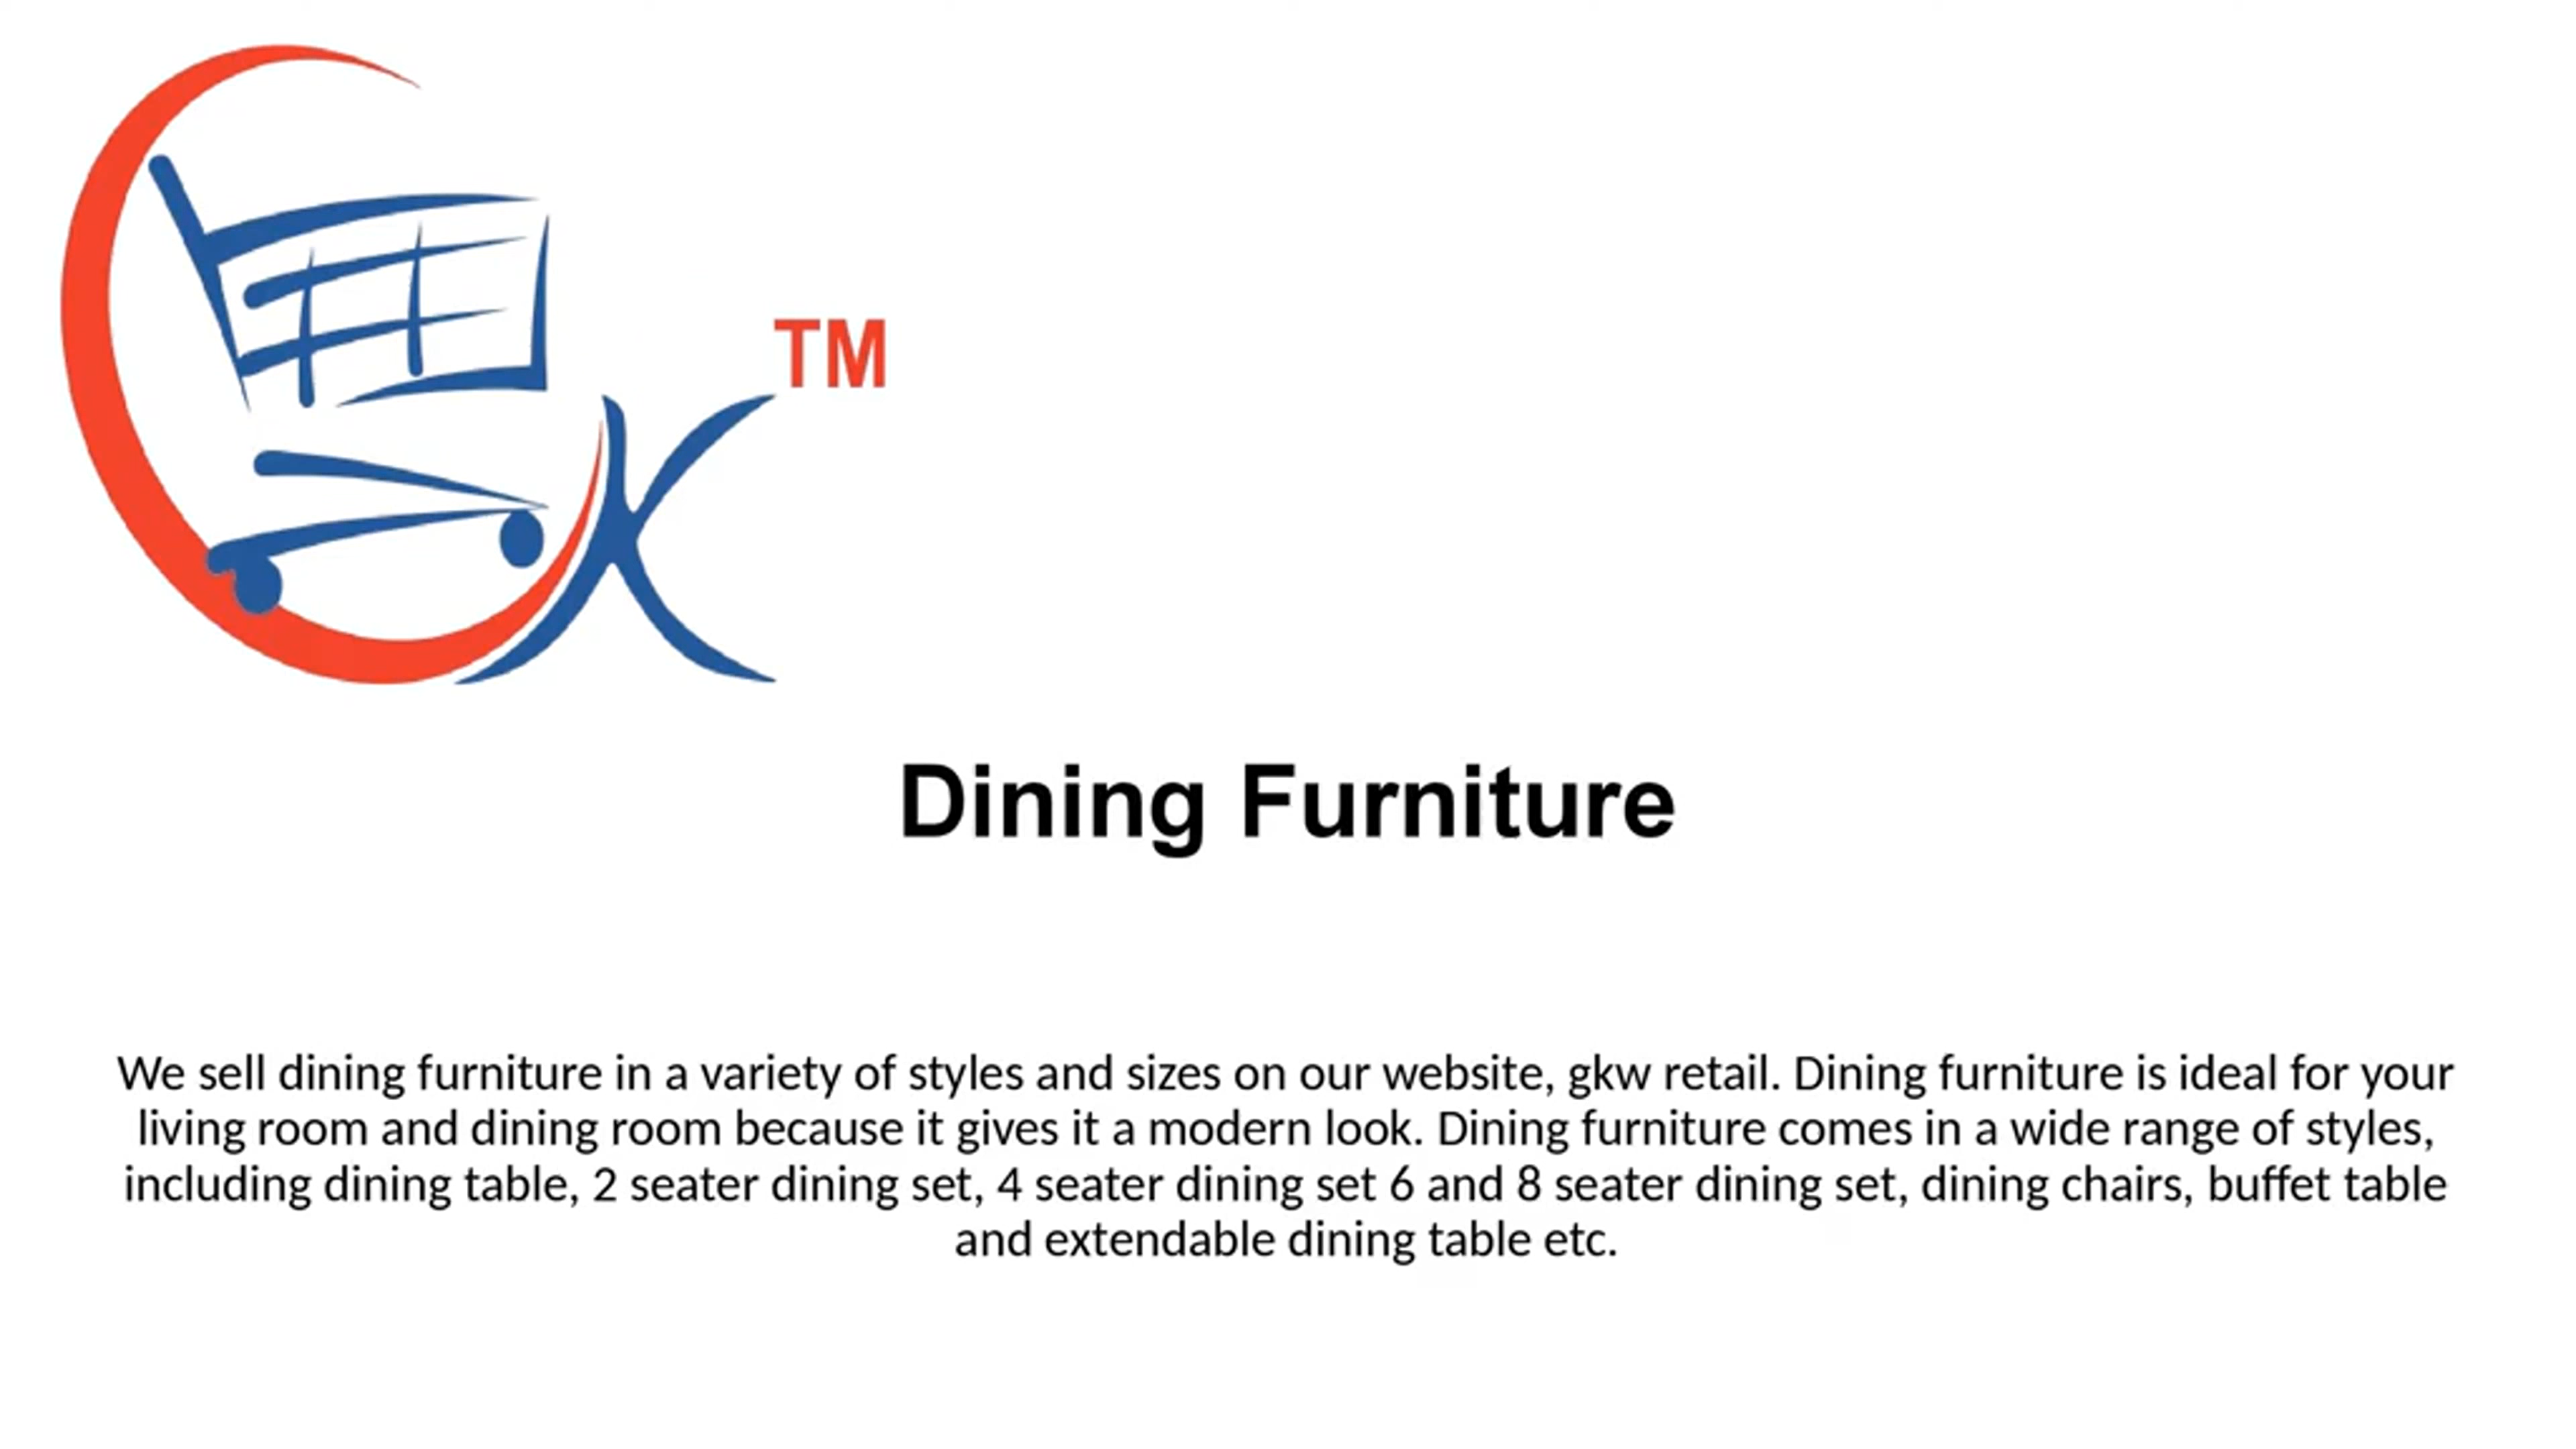 TM
Dining Furniture
We sell dining furniture in a variety of styles and sizes on our website, gkw retail. Dining furniture is ideal for your
living room and dining room because it gives it a modern look. Dining furniture comes in a wide range of styles,
including dining table, 2 seater dining set, 4 seater dining set 6 and 8 seater dining set, dining chairs, buffet table
and extendable dining table etc.